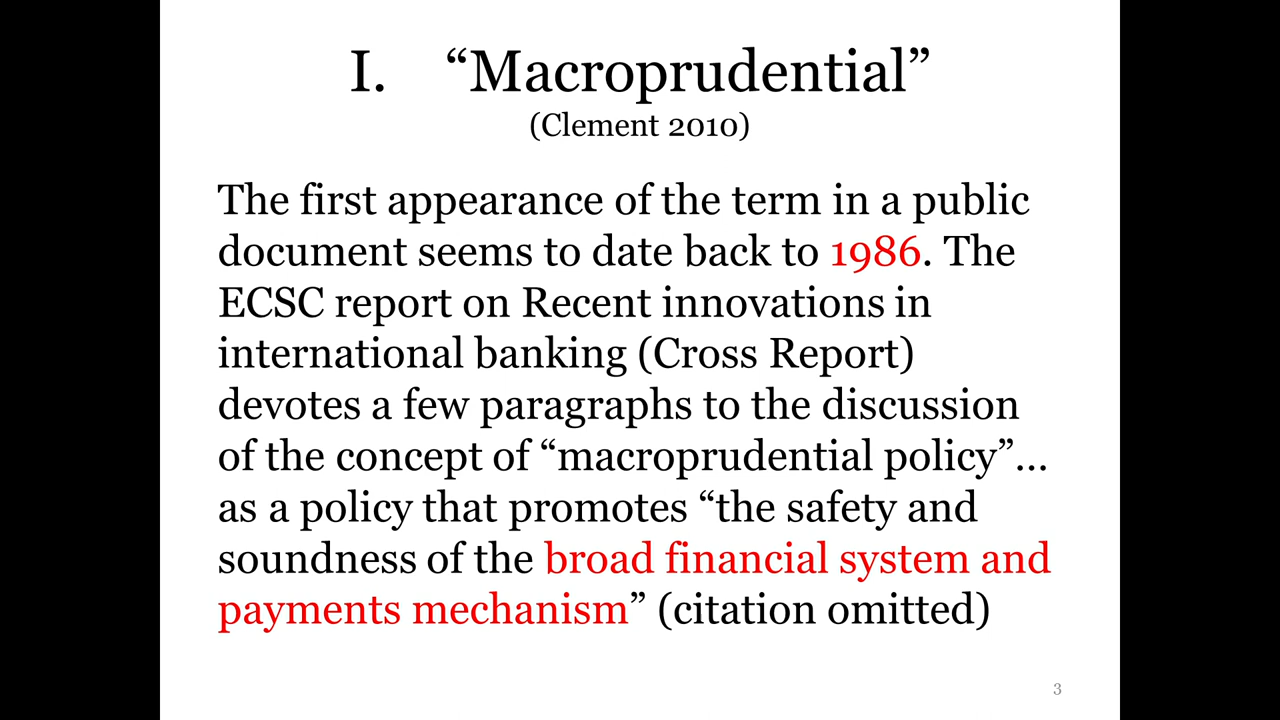 I. “Macroprudential”
(Clement 2010)
The first appearance of the term in a public
document seems to date back to 1986. The
ECSC report on Recent innovations in
international banking (Cross Report)
devotes a few paragraphs to the discussion
of the concept of “macroprudential policy”…
as a policy that promotes “the safety and
soundness of the broad financial system and
payments mechanism” (citation omitted)
3